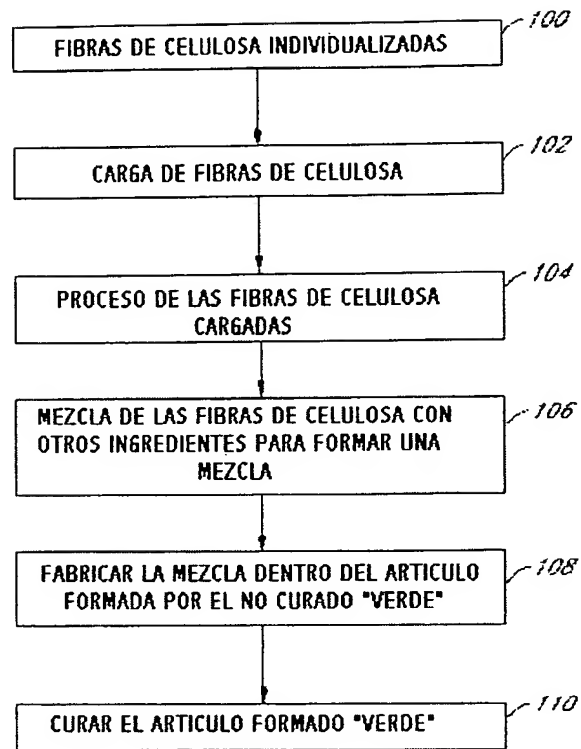 100
FIBRAS DE CELULOSA INDIVIDUALIZADAS
102
CARGA DE FIBRAS DE CELULOSA
104
PROCESO DE LAS FIBRAS DE CELULOSA
CARGADAS
106
MEZCLA DE LAS FIBRAS DE CELULOSA CON
OTROS INGREDIENTES PARA FORMAR UNA
MEZCLA
108
FABRICAR LA MEZCLA DENTRO DEL ARTICULO
FORMADA POR EL NO CURADO "VERDE"
110
CURAR EL ARTICULO FORMADO "VERDE"